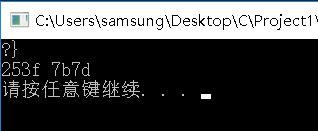 C:\Users\samsung\Desktop\C\Project1\
?}
253f 7b7d
请按任意键继续. . .